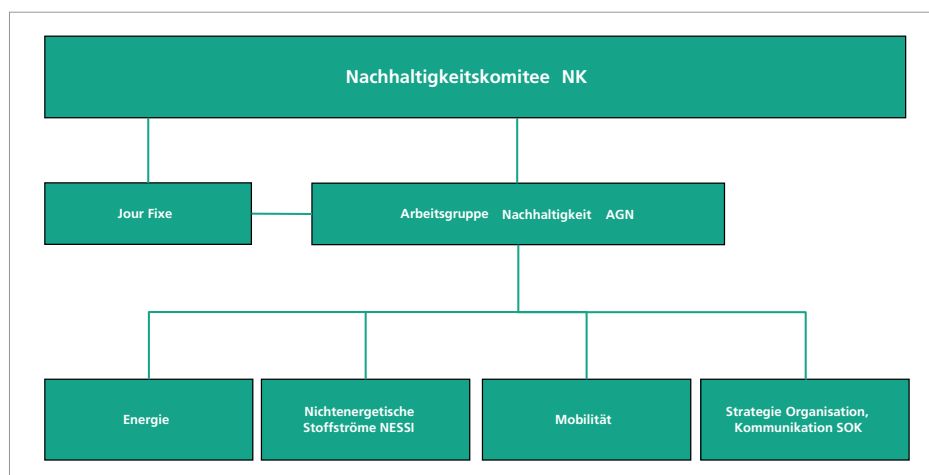 Nachhaltigkeitskomitee NK
Jour Fixe
Arbeitsgruppe Nachhaltigkeit AGN
Energie
Nichtenergetische
Stoffströme NESSI
Mobilität
Strategie Organisation,
Kommunikation SOK